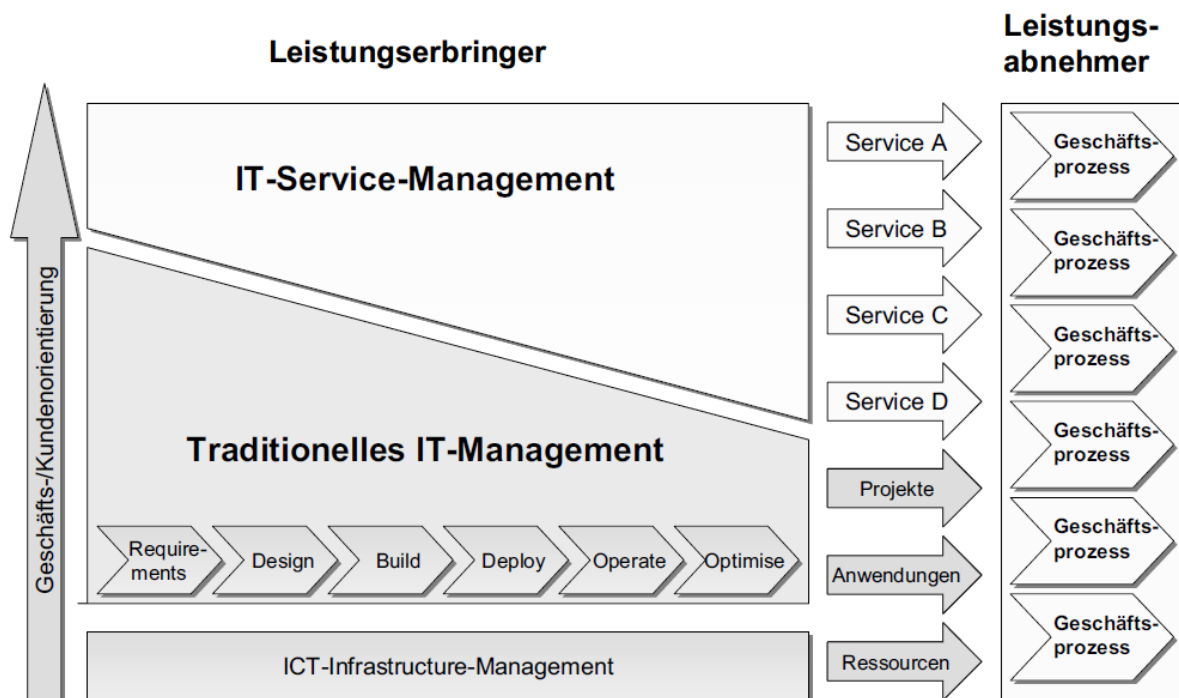 Leistungserbringer
Leistungs-
abnehmer
Geschäfts-/Kundenorientierung
IT-Service-Management
Traditionelles IT-Management
Require-
ments
Design
Build
Deploy
Operate
Optimise
ICT-Infrastructure-Management
Service A
Service B
Service C
Service D
Projekte
Anwendungen
Ressourcen
Geschäfts-
prozess
Geschäfts-
prozess
Geschäfts-
prozess
Geschäfts-
prozess
Geschäfts-
prozess
Geschäfts-
prozess